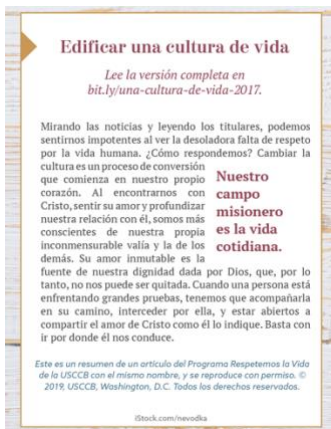 Edificar una cultura de vida
Lee la versión completa en
bit.ly/una-cultura-de-vida-2017.
Mirando las noticias y leyendo los titulares, podemos
sentirnos impotentes al ver la desoladora falta de respeto
por la vida humana. ¿Cómo respondemos? Cambiar la
cultura es un proceso de conversión
que comienza en nuestro propio
corazón. Al encontrarnos con
Cristo, sentir su amor y profundizar
nuestra relación con él, somos más
conscientes de nuestra propia
inconmensurable valía y la de los
demás. Su amor inmutable es la
fuente de nuestra dignidad dada por Dios, que, por lo
tanto, no nos puede ser quitada. Cuando una persona está
enfrentando grandes pruebas, tenemos que acompañarla
en su camino, interceder por ella, y estar abiertos a
compartir el amor de Cristo como él lo indique. Basta con
ir por donde él nos conduce.
Nuestro
campo
misionero
es la vida
cotidiana.
Este es un resumen de un artículo del Programa Respetemos la Vida
de la USCCB con el mismo nombre, y se reproduce con permiso. ©
2019, USCCB, Washington, D.C. Todos los derechos reservados.
iStock.com/nevodka